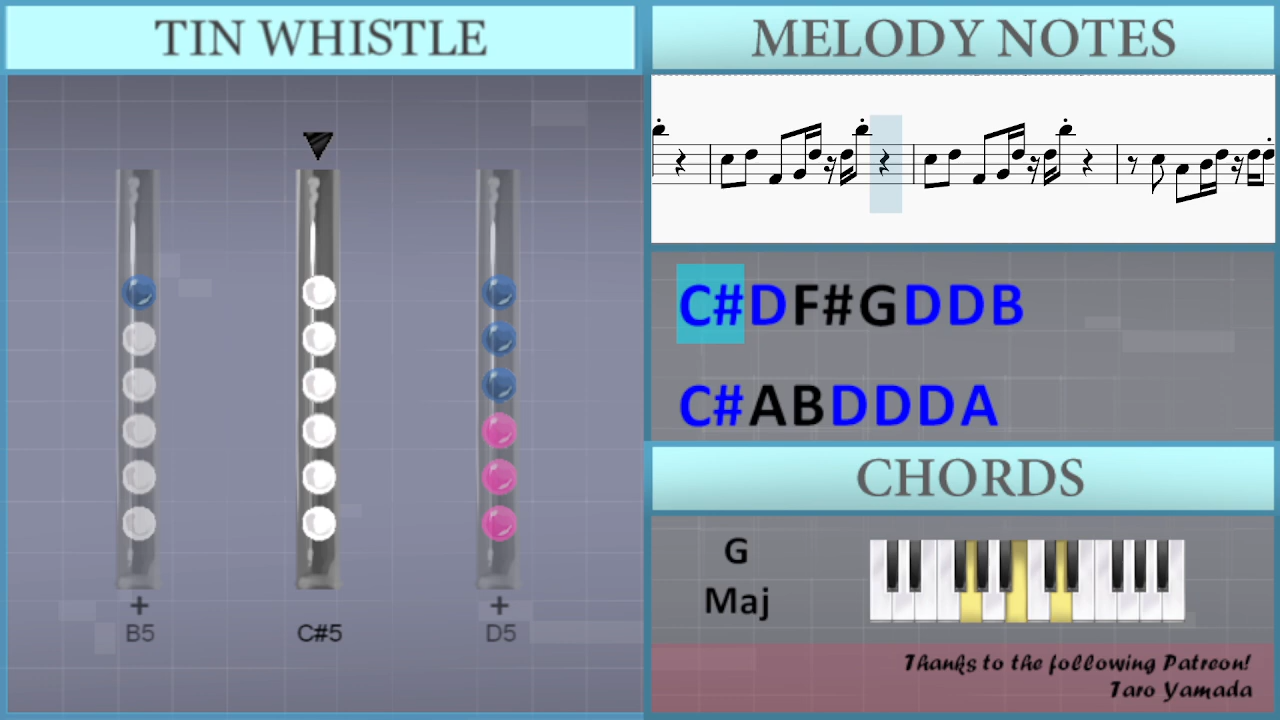 TIN WHISTLE
+ + 
B5 C#5 D5
MELODY NOTES
C#DF#GDDB
C#ABDDDA
CHORDS
G
Maj
Thanks to the following Patreon!
Taro Yamada